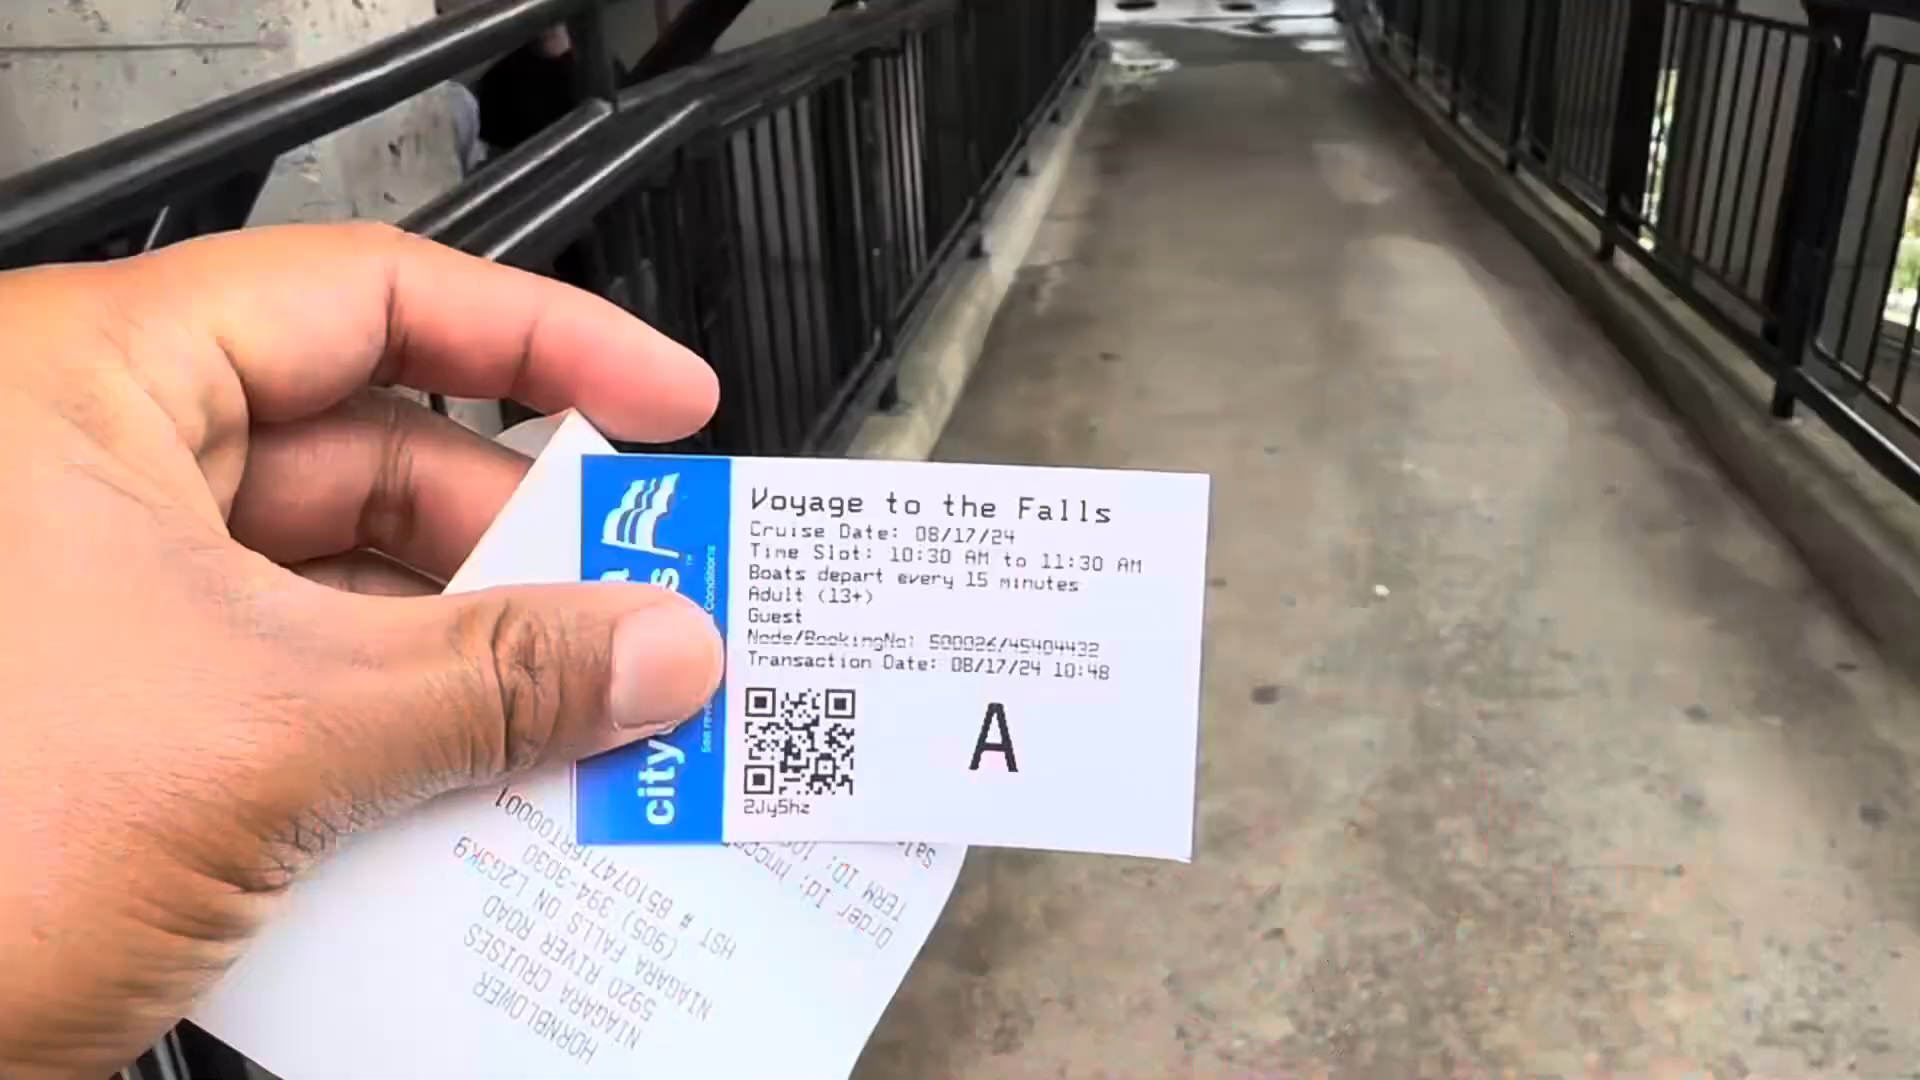 Voyage to the Falls
Cruise Date: 08/17/24
Time Slot: 10:30 AM to 11:30 AM
Boats depart every 15 minutes
Adult (13+)
Guest
Node/BookingNo: 500026/45404432
Transaction Date: 08/17/24 10:48
A
2Jy5hz
city
Conditions
HORNBLOWER
NIAGARA CRUISES
5920 RIVER ROAD
NIAGARA FALLS ON L2G3K9
(905) 394-3030
HST # 851074716RT00001
Order Id:
TERM ID: